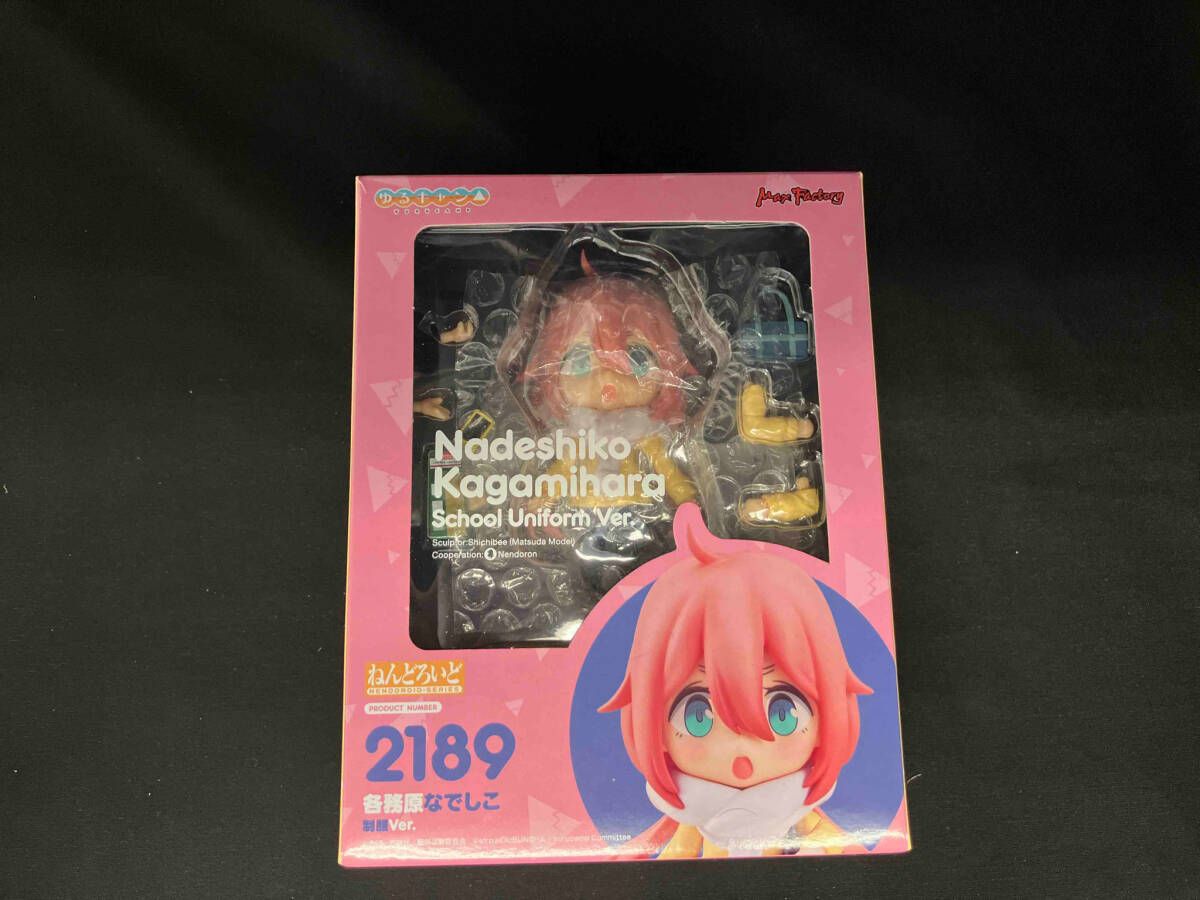 ゆるキャン△
Max Factory
Nadeshiko
Kagamihara
School Uniform Ver.
Sculptor:Shichibee (Matsuda Model)
Cooperation: Nendoron
ねんどろいど
NENDOROID-SERIES
PRODUCT NUMBER
2189
各務原なでしこ
制服Ver.
Committee